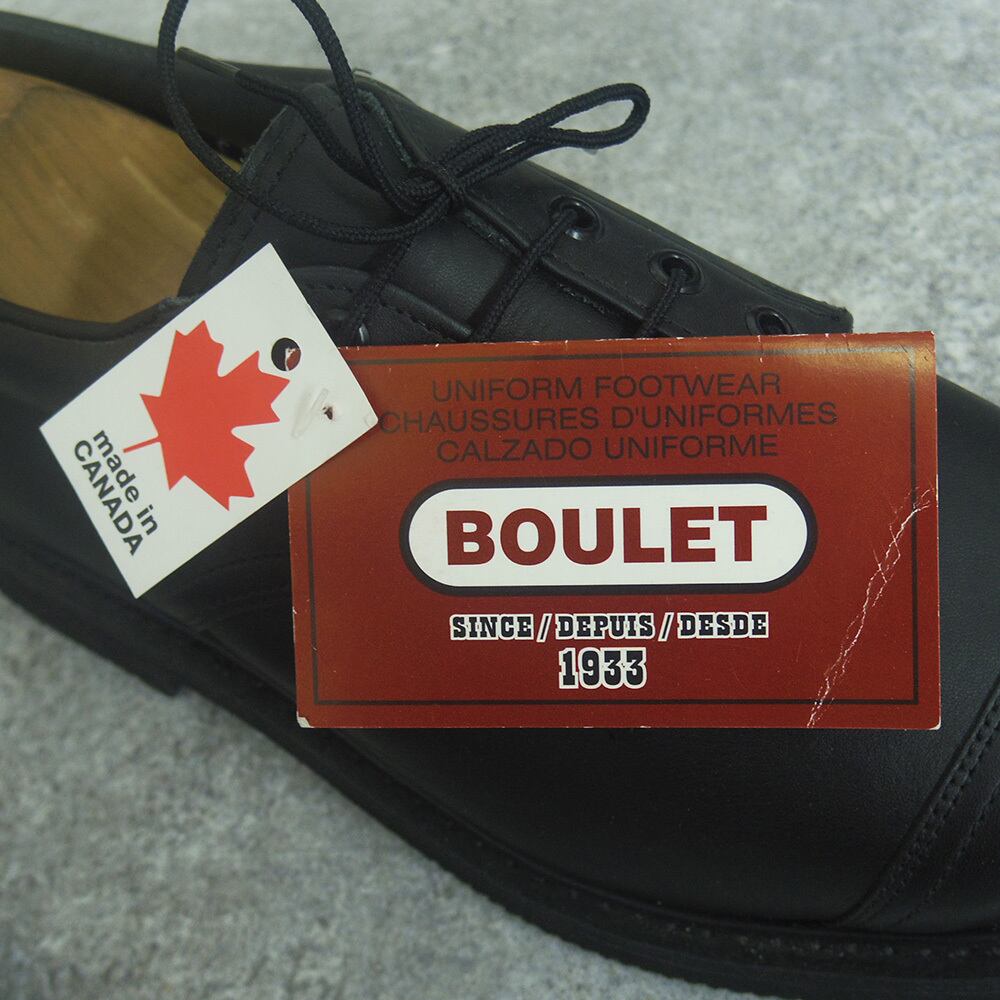 made in
CANADA
UNIFORM FOOTWEAR
CHAUSSURES D'UNIFORMES
CALZADO UNIFORME
BOULET
SINCE / DEPUIS / DESDE
1933